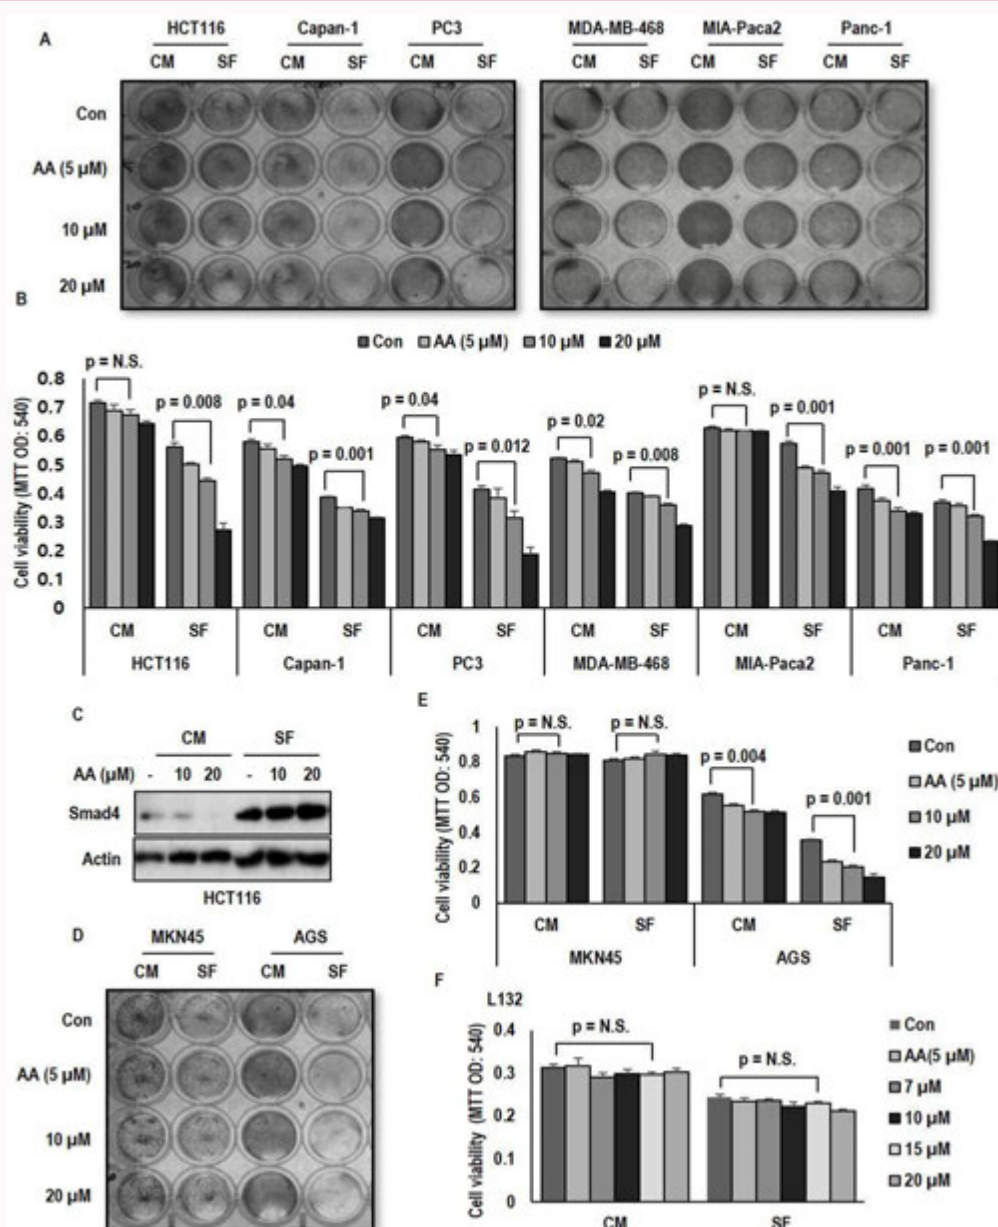 A
HCT116 Capan-1 PC3 MDA-MB-468 MIA-Paca2 Panc-1
CM SF CM SF CM SF CM SF CM SF CM SF
Con
AA (5 µM)
10 µM
20 µM
B
Con AA (5 µM) 10 µM 20 µM
Cell viability (MTT OD: 540)
0.8
0.7
0.6
0.5
0.4
0.3
0.2
0.1
0
p = N.S.
p = 0.008
p = 0.04
p = 0.001
p = 0.04
p = 0.012
p = 0.02
p = 0.008
p = N.S.
p = 0.001
p = 0.001
p = 0.001
CM SF CM SF CM SF CM SF CM SF CM SF
HCT116 Capan-1 PC3 MDA-MB-468 MIA-Paca2 Panc-1
C
CM SF
AA (µM) - 10 20 - 10 20
Smad4
Actin
HCT116
D
MKN45 AGS
CM SF CM SF
Con
AA (5 µM)
10 µM
20 µM
E
Cell viability (MTT OD: 540)
1
0.8
0.6
0.4
0.2
0
p = N.S.
p = N.S.
p = 0.004
p = 0.001
Con
AA (5 µM)
10 µM
20 µM
CM SF CM SF
MKN45 AGS
F
L132
Cell viability (MTT OD: 540)
0.4
0.3
0.2
0.1
0
p = N.S.
p = N.S.
Con
AA(5 µM)
7 µM
10 µM
15 µM
20 µM
CM SF